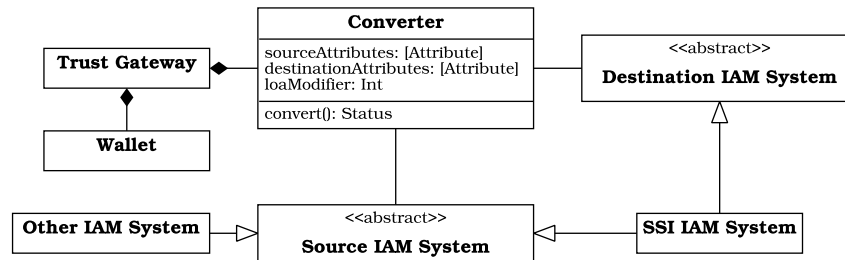 Converter
sourceAttributes: [Attribute]
destinationAttributes: [Attribute]
loaModifier: Int
convert(): Status
Trust Gateway
Wallet
<<abstract>>
Destination IAM System
Other IAM System
<<abstract>>
Source IAM System
SSI IAM System